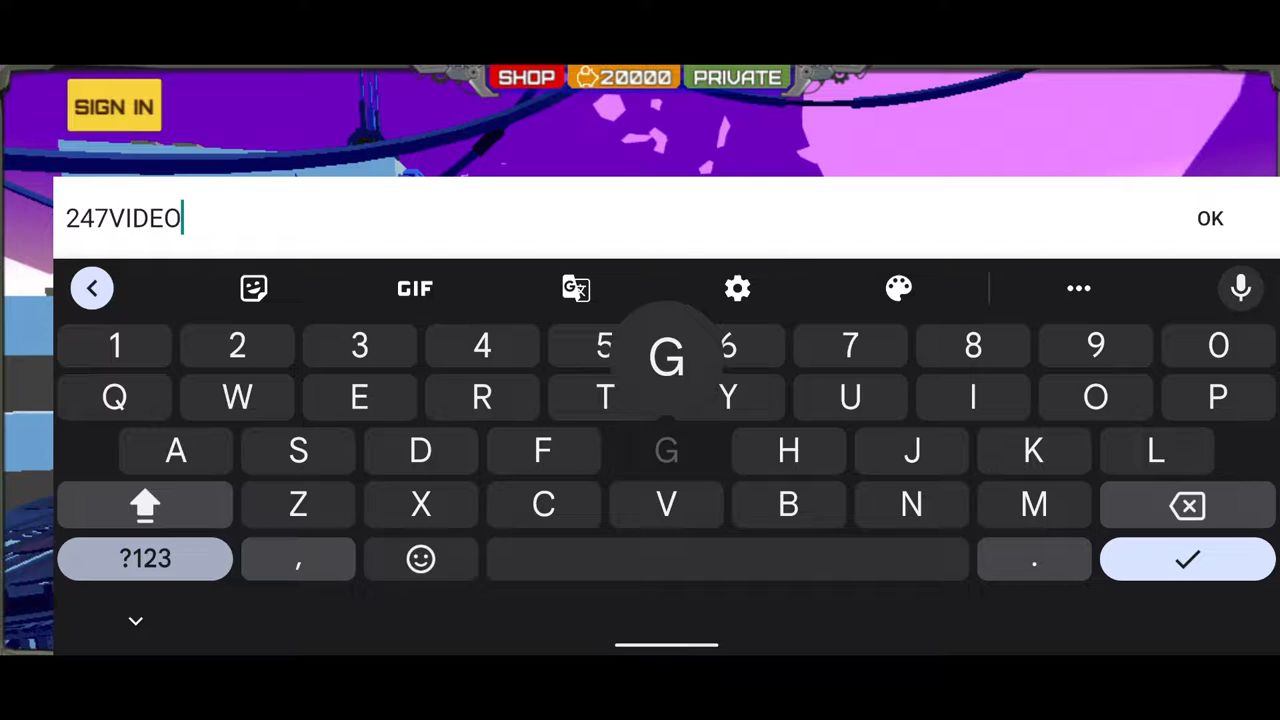 SHOP 20000 PRIVATE
SIGN IN
247VIDEO OK
GIF
1 2 3 4 5 6 7 8 9 0
G
Q W E R T Y U I O P
A S D F G H J K L
Z X C V B N M
?123 , .